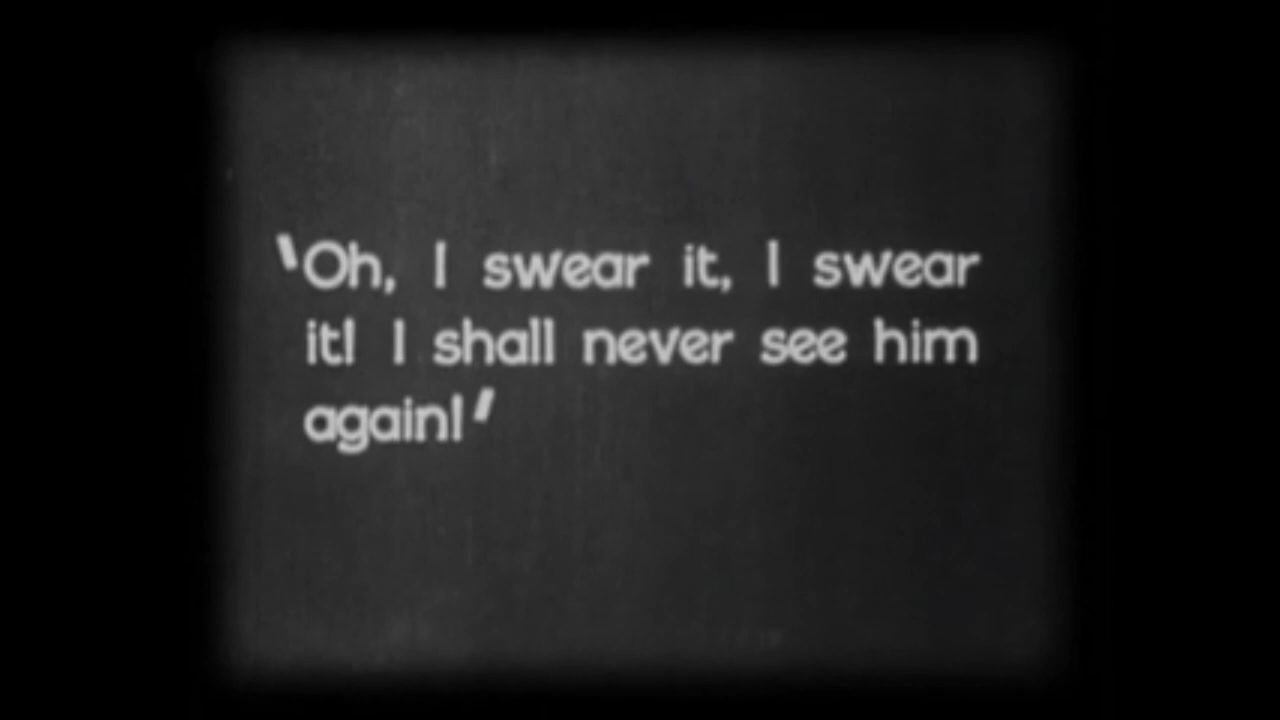 'Oh, I swear it, I swear
it! I shall never see him
again!'